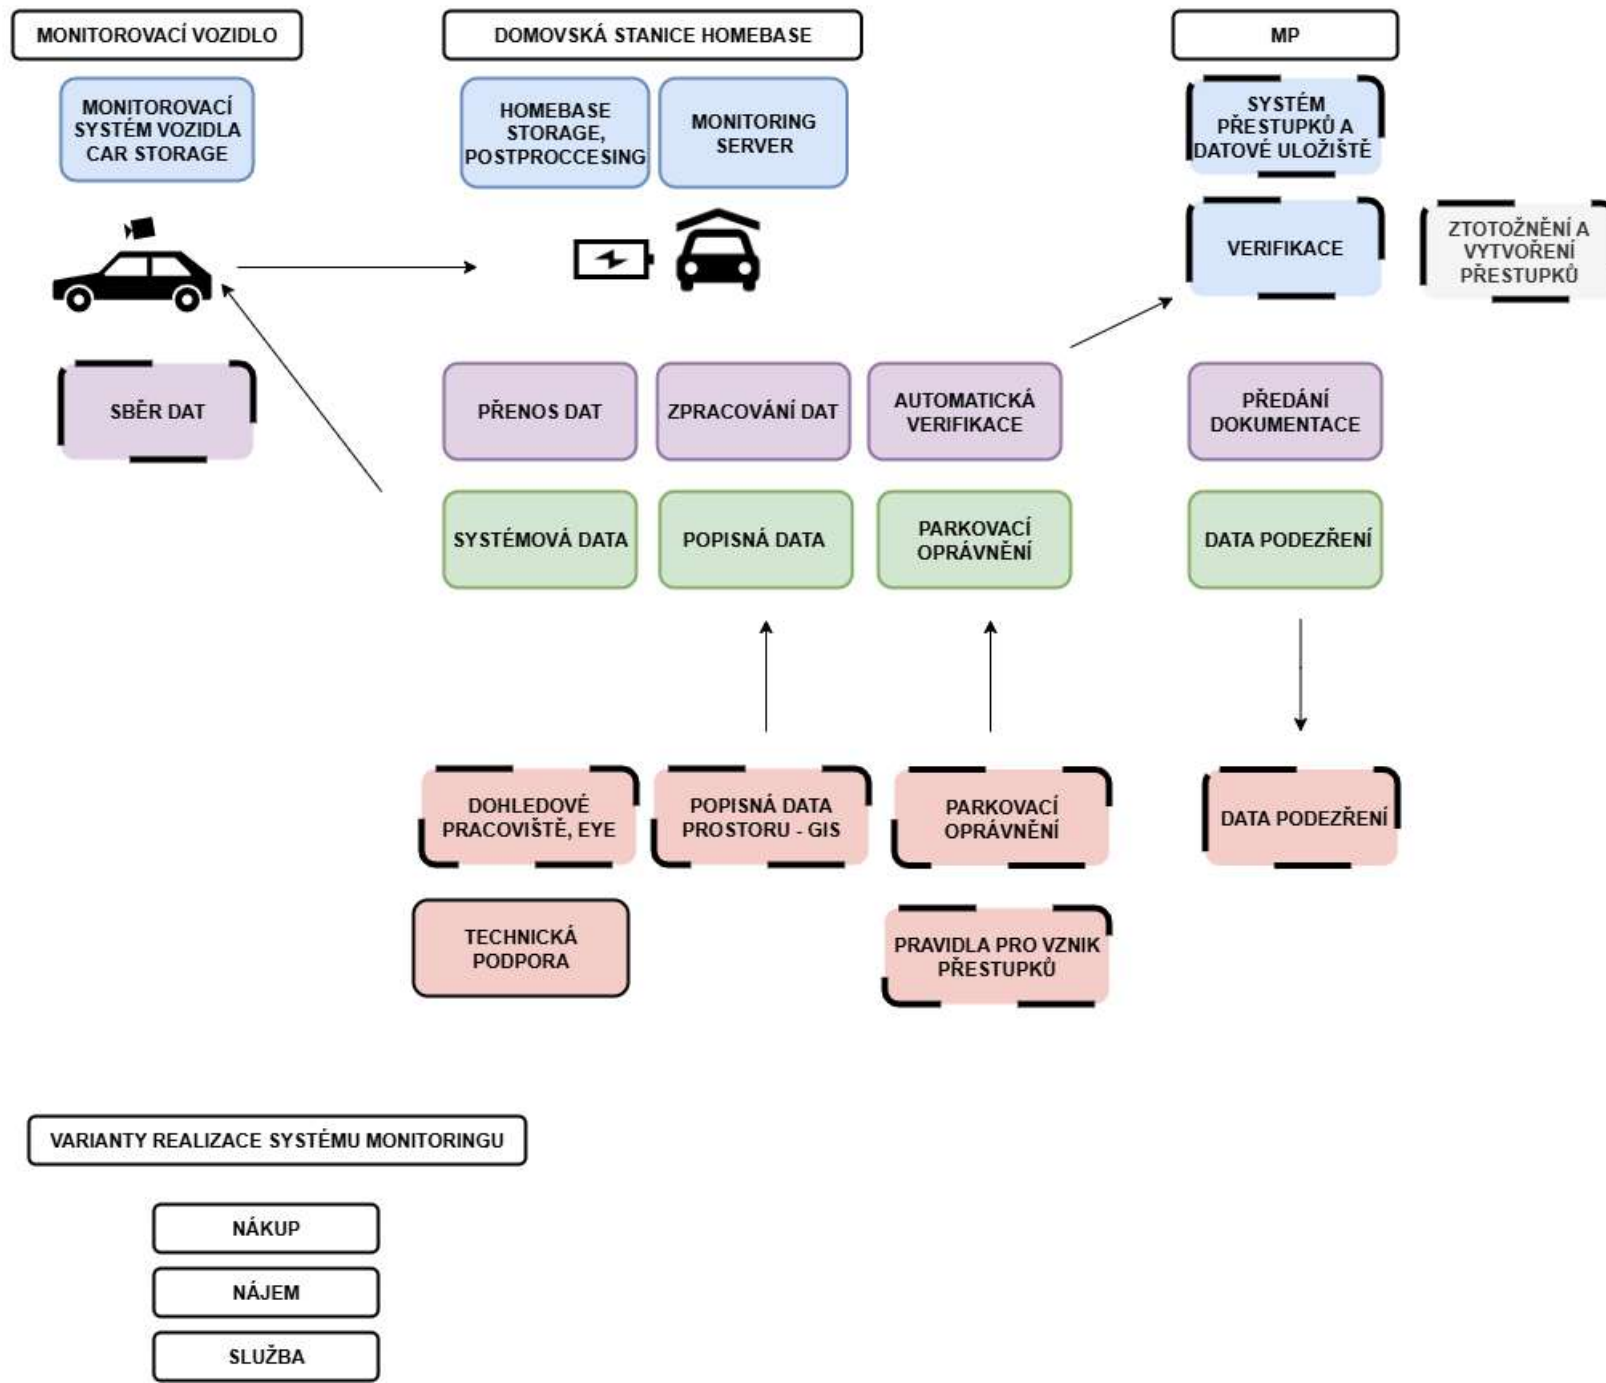 MONITOROVACÍ VOZIDLO
DOMOVSKÁ STANICE HOMEBASE
MP
MONITOROVACÍ
SYSTÉM VOZIDLA
CAR STORAGE
HOMEBASE
STORAGE,
POSTPROCCESING
MONITORING
SERVER
SYSTÉM
PŘESTUPKŮ A
DATOVÉ ULOŽIŠTĚ
VERIFIKACE
ZTOTOŽNĚNÍ A
VYTVOŘENÍ
PŘESTUPKŮ
SBĚR DAT
PŘENOS DAT
ZPRACOVÁNÍ DAT
AUTOMATICKÁ
VERIFIKACE
PŘEDÁNÍ
DOKUMENTACE
SYSTÉMOVÁ DATA
POPISNÁ DATA
PARKOVACÍ
OPRÁVNĚNÍ
DATA PODEZŘENÍ
DOHLEDOVÉ
PRACOVIŠTĚ, EYE
POPISNÁ DATA
PROSTORU - GIS
PARKOVACÍ
OPRÁVNĚNÍ
DATA PODEZŘENÍ
TECHNICKÁ
PODPORA
PRAVIDLA PRO VZNIK
PŘESTUPKŮ
VARIANTY REALIZACE SYSTÉMU MONITORINGU
NÁKUP
NÁJEM
SLUŽBA